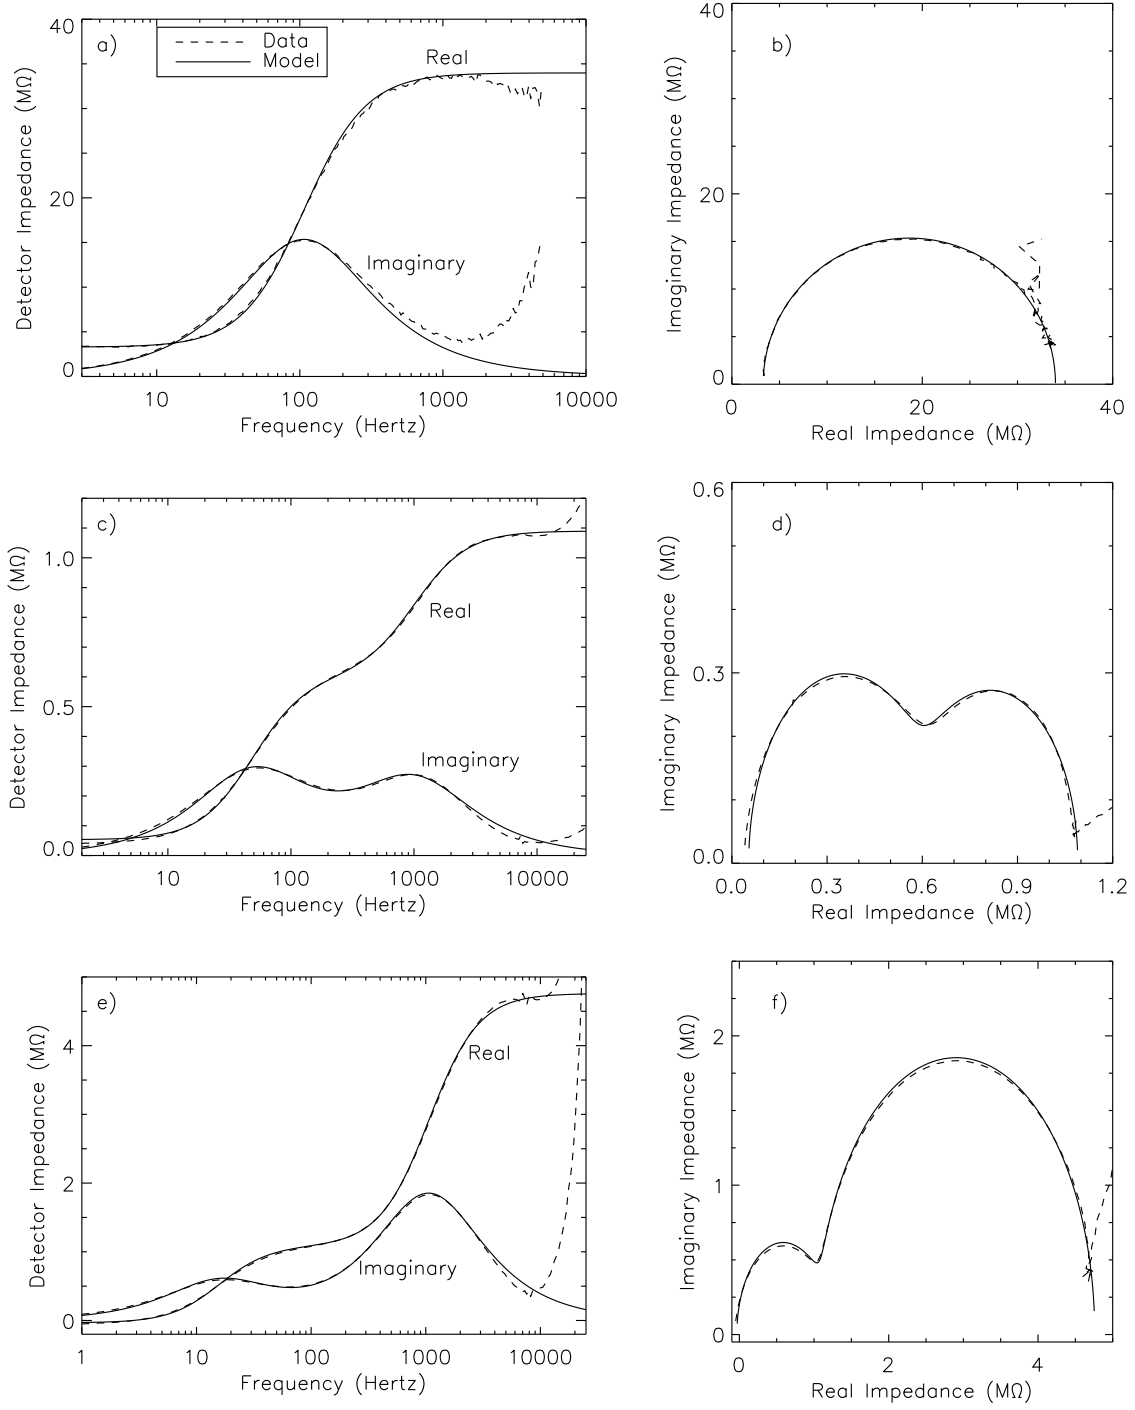 a)
Data
Model
Real
Imaginary
40
20
0
10 100 1000 10000
Frequency (Hertz)
Detector Impedance (MΩ)
b)
40
20
0
0 20 40
Real Impedance (MΩ)
Imaginary Impedance (MΩ)
c)
Real
Imaginary
1.0
0.5
0.0
10 100 1000 10000
Frequency (Hertz)
Detector Impedance (MΩ)
d)
0.6
0.3
0.0
0.0 0.3 0.6 0.9 1.2
Real Impedance (MΩ)
Imaginary Impedance (MΩ)
e)
Real
Imaginary
4
2
0
1 10 100 1000 10000
Frequency (Hertz)
Detector Impedance (MΩ)
f)
2
1
0
0 2 4
Real Impedance (MΩ)
Imaginary Impedance (MΩ)